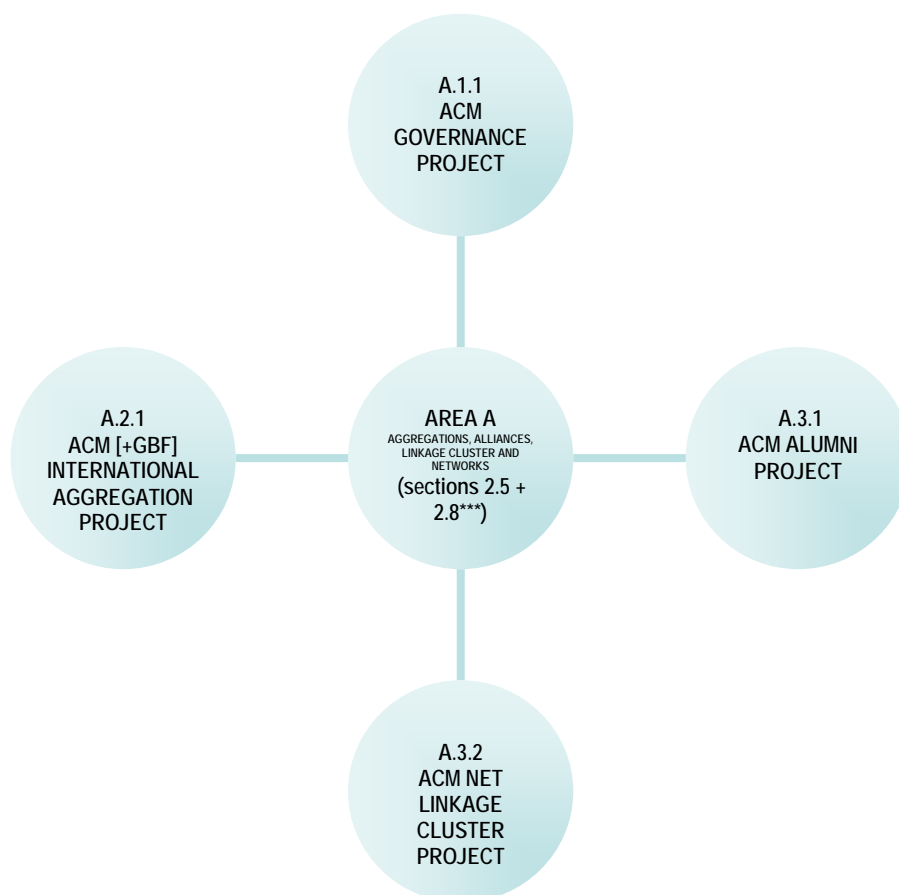 A.1.1
ACM
GOVERNANCE
PROJECT
A.2.1
ACM [+GBF]
INTERNATIONAL
AGGREGATION
PROJECT
AREA A
AGGREGATIONS, ALLIANCES,
LINKAGE CLUSTER AND
NETWORKS
(sections 2.5 +
2.8***)
A.3.1
ACM ALUMNI
PROJECT
A.3.2
ACM NET
LINKAGE
CLUSTER
PROJECT